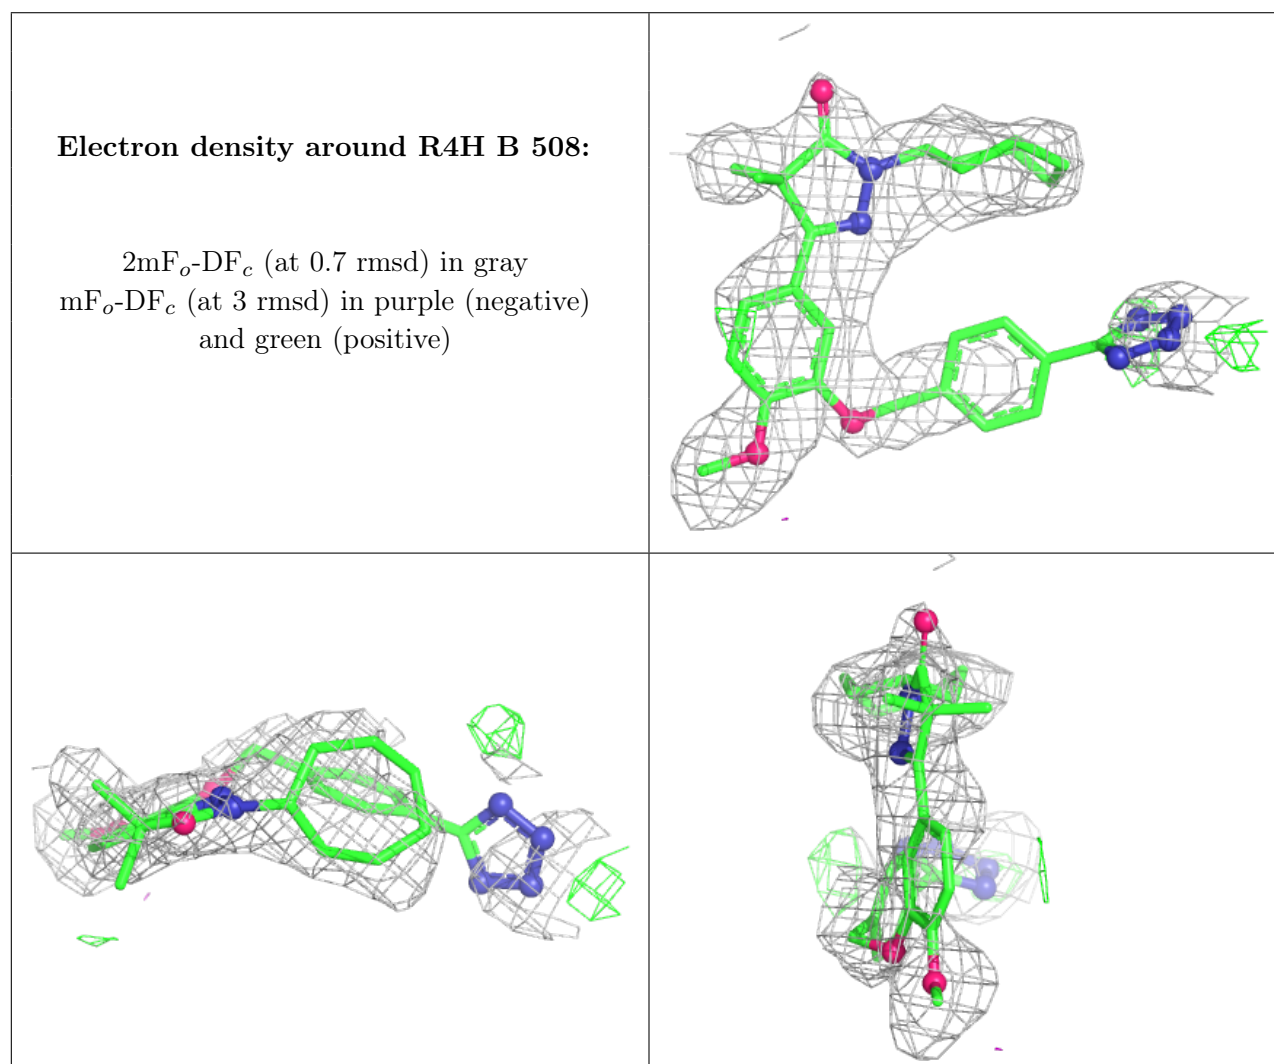 Electron density around R4H B 508:
2mFₒ-DF𝒸 (at 0.7 rmsd) in gray
mFₒ-DF𝒸 (at 3 rmsd) in purple (negative)
and green (positive)